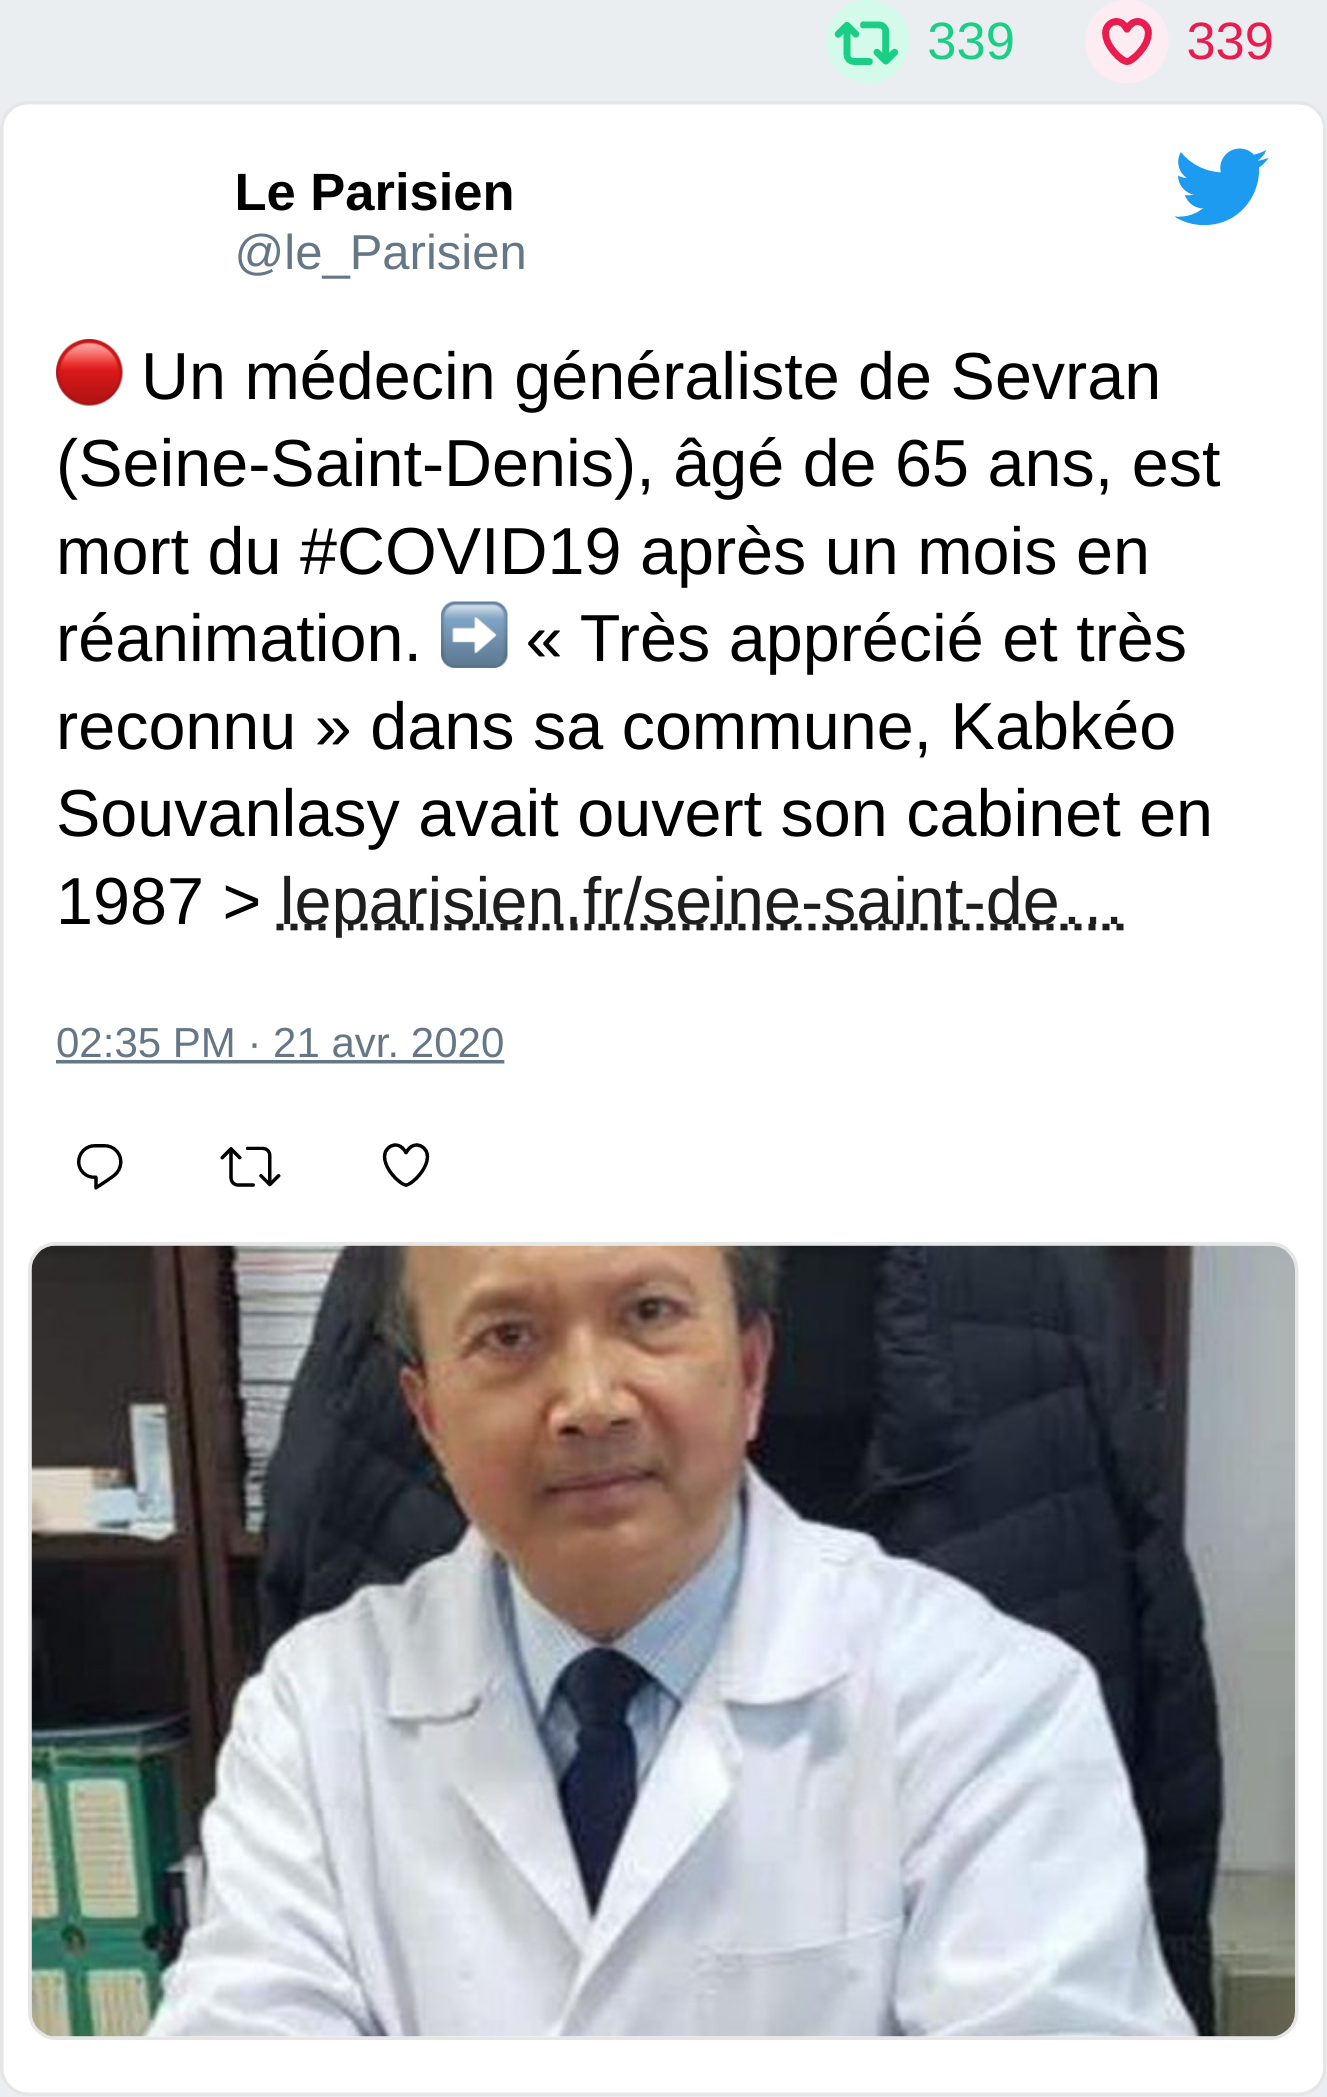 339 339
Le Parisien
@le_Parisien
🔴 Un médecin généraliste de Sevran
(Seine-Saint-Denis), âgé de 65 ans, est
mort du #COVID19 après un mois en
réanimation. ➡️ « Très apprécié et très
reconnu » dans sa commune, Kabkéo
Souvanlasy avait ouvert son cabinet en
1987 > leparisien.fr/seine-saint-de…
02:35 PM · 21 avr. 2020